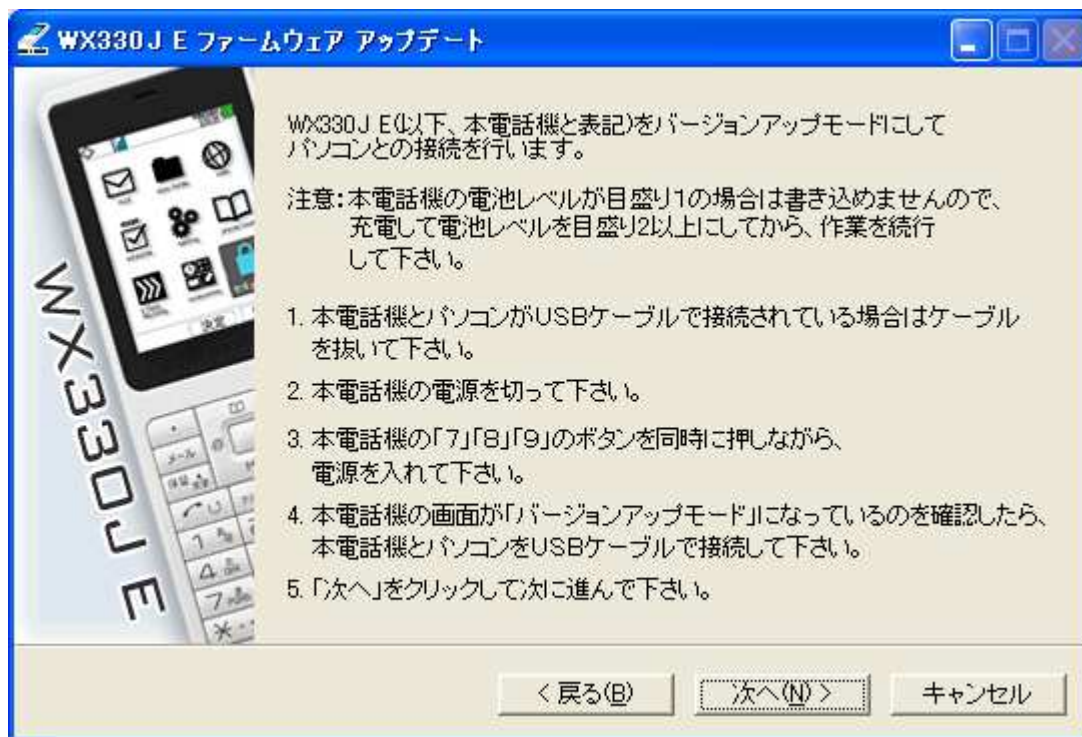 WX330J E ファームウェア アップデート
WX330J E(以下、本電話機と表記)をバージョンアップモードにして
パソコンとの接続を行います。
注意:本電話機の電池レベルが目盛り1の場合は書き込めませんので、
充電して電池レベルを目盛り2以上にしてから、作業を続行
して下さい。
1. 本電話機とパソコンがUSBケーブルで接続されている場合はケーブル
を抜いて下さい。
2. 本電話機の電源を切って下さい。
3. 本電話機の「7」「8」「9」のボタンを同時に押しながら、
電源を入れて下さい。
4. 本電話機の画面が「バージョンアップモード」になっているのを確認したら、
本電話機とパソコンをUSBケーブルで接続して下さい。
5. 「次へ」をクリックして次に進んで下さい。
WX330J E
決定
メール
1
4
7
*
< 戻る(B)
次へ(N) >
キャンセル